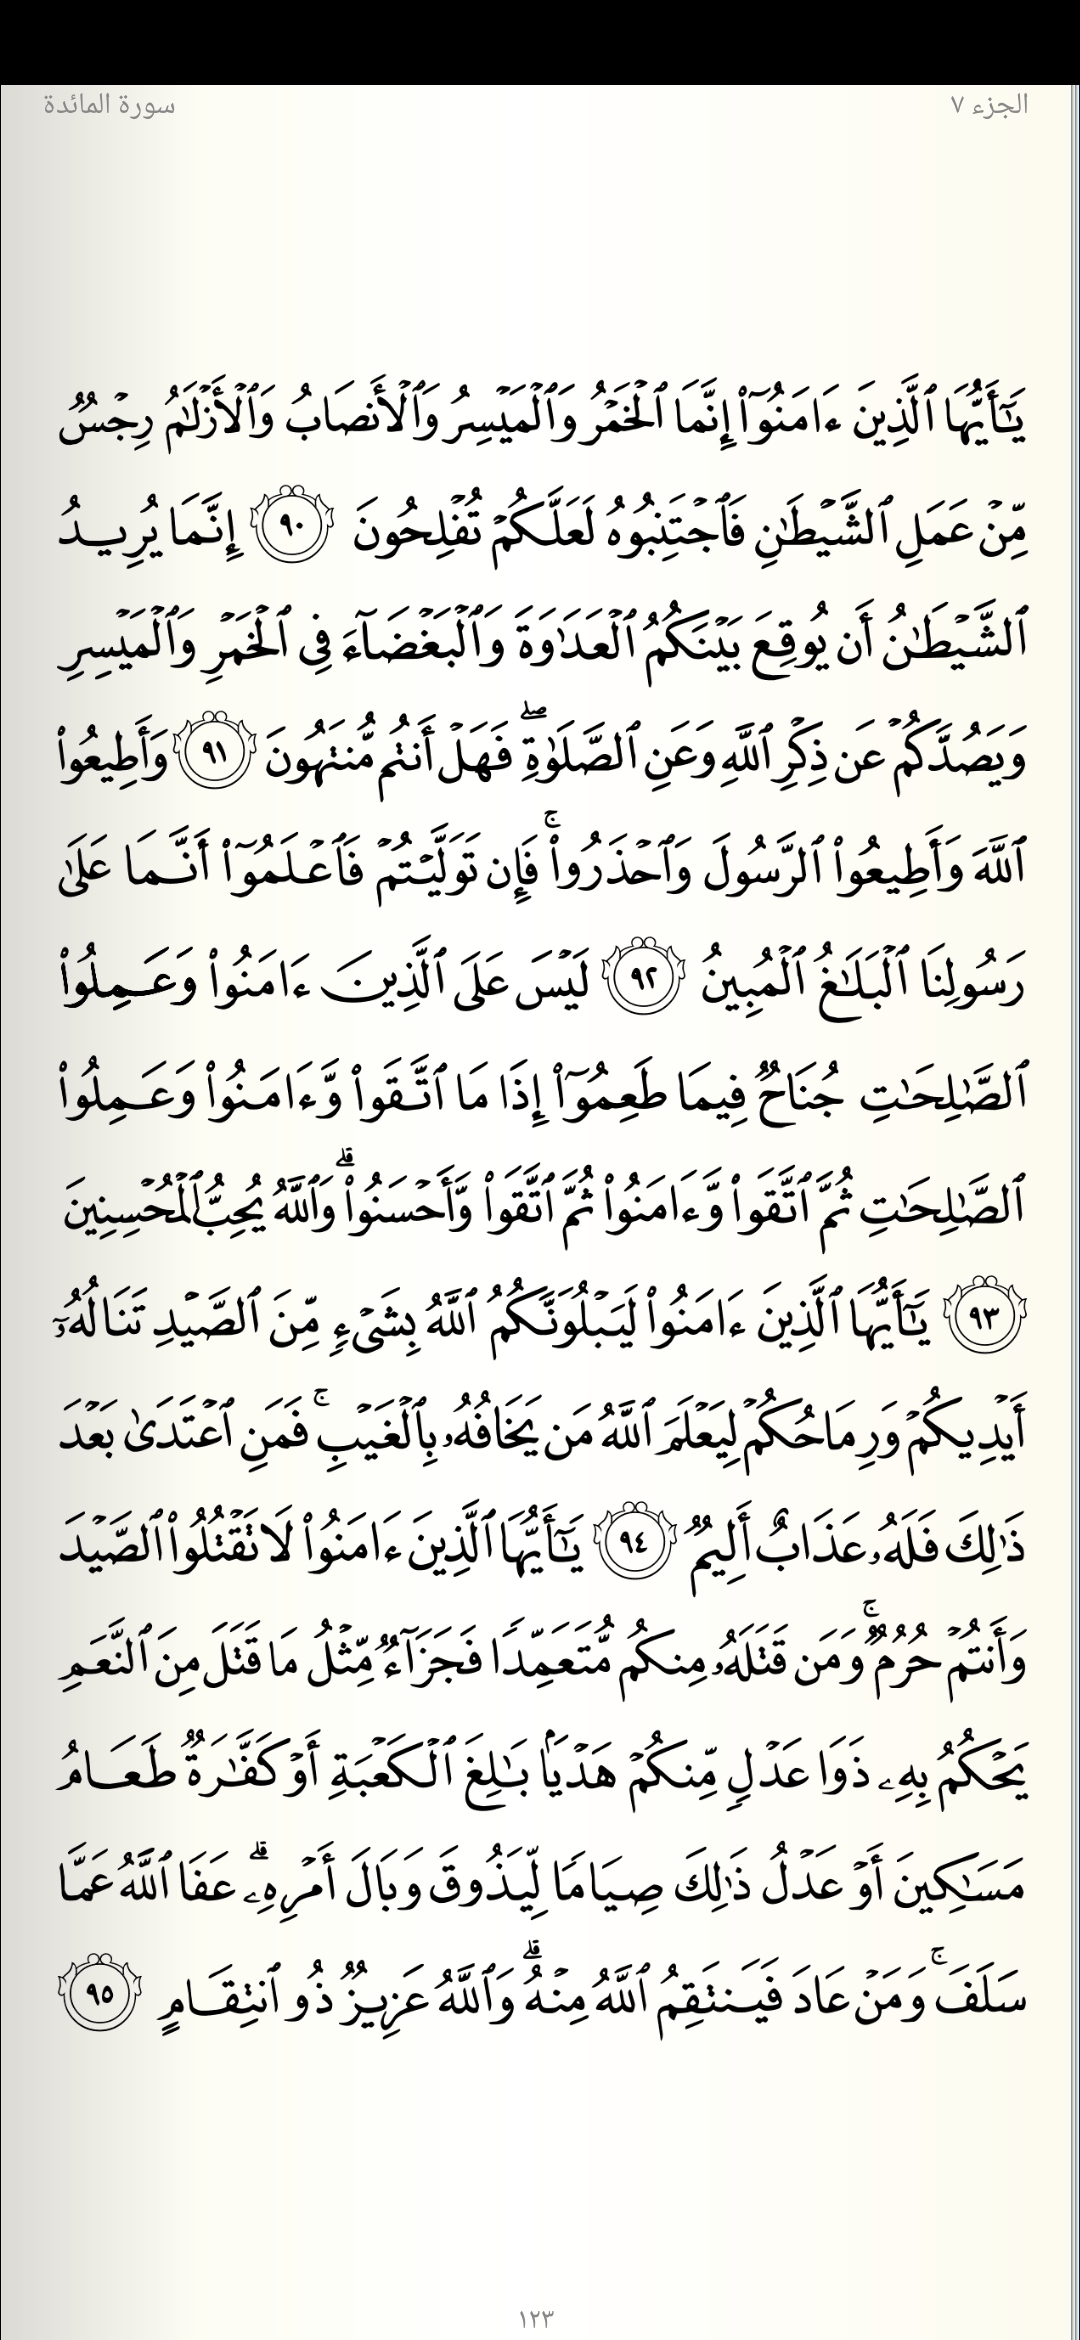 الجزء ٧
سورة المائدة
يَٰٓأَيُّهَا ٱلَّذِينَ ءَامَنُوٓا۟ إِنَّمَا ٱلْخَمْرُ وَٱلْمَيْسِرُ وَٱلْأَنصَابُ وَٱلْأَزْلَٰمُ رِجْسٌ
مِّنْ عَمَلِ ٱلشَّيْطَٰنِ فَٱجْتَنِبُوهُ لَعَلَّكُمْ تُفْلِحُونَ ٩٠ إِنَّمَا يُرِيدُ
ٱلشَّيْطَٰنُ أَن يُوقِعَ بَيْنَكُمُ ٱلْعَدَٰوَةَ وَٱلْبَغْضَآءَ فِى ٱلْخَمْرِ وَٱلْمَيْسِرِ
وَيَصُدَّكُمْ عَن ذِكْرِ ٱللَّهِ وَعَنِ ٱلصَّلَوٰةِ ۖ فَهَلْ أَنتُم مُّنتَهُونَ ٩١ وَأَطِيعُوا۟
ٱللَّهَ وَأَطِيعُوا۟ ٱلرَّسُولَ وَٱحْذَرُوا۟ ۚ فَإِن تَوَلَّيْتُمْ فَٱعْلَمُوٓا۟ أَنَّمَا عَلَىٰ
رَسُولِنَا ٱلْبَلَٰغُ ٱلْمُبِينُ ٩٢ لَيْسَ عَلَى ٱلَّذِينَ ءَامَنُوا۟ وَعَمِلُوا۟
ٱلصَّٰلِحَٰتِ جُنَاحٌ فِيمَا طَعِمُوٓا۟ إِذَا مَا ٱتَّقَوا۟ وَّءَامَنُوا۟ وَعَمِلُوا۟
ٱلصَّٰلِحَٰتِ ثُمَّ ٱتَّقَوا۟ وَّءَامَنُوا۟ ثُمَّ ٱتَّقَوا۟ وَّأَحْسَنُوا۟ ۗ وَٱللَّهُ يُحِبُّ ٱلْمُحْسِنِينَ
٩٣ يَٰٓأَيُّهَا ٱلَّذِينَ ءَامَنُوا۟ لَيَبْلُوَنَّكُمُ ٱللَّهُ بِشَىْءٍ مِّنَ ٱلصَّيْدِ تَنَالُهُۥٓ
أَيْدِيكُمْ وَرِمَاحُكُمْ لِيَعْلَمَ ٱللَّهُ مَن يَخَافُهُۥ بِٱلْغَيْبِ ۚ فَمَنِ ٱعْتَدَىٰ بَعْدَ
ذَٰلِكَ فَلَهُۥ عَذَابٌ أَلِيمٌ ٩٤ يَٰٓأَيُّهَا ٱلَّذِينَ ءَامَنُوا۟ لَا تَقْتُلُوا۟ ٱلصَّيْدَ
وَأَنتُمْ حُرُمٌ ۚ وَمَن قَتَلَهُۥ مِنكُم مُّتَعَمِّدًا فَجَزَآءٌ مِّثْلُ مَا قَتَلَ مِنَ ٱلنَّعَمِ
يَحْكُمُ بِهِۦ ذَوَا عَدْلٍ مِّنكُمْ هَدْيًۢا بَٰلِغَ ٱلْكَعْبَةِ أَوْ كَفَّٰرَةٌ طَعَامُ
مَسَٰكِينَ أَوْ عَدْلُ ذَٰلِكَ صِيَامًا لِّيَذُوقَ وَبَالَ أَمْرِهِۦ ۗ عَفَا ٱللَّهُ عَمَّا
سَلَفَ ۚ وَمَنْ عَادَ فَيَنتَقِمُ ٱللَّهُ مِنْهُ ۗ وَٱللَّهُ عَزِيزٌ ذُو ٱنتِقَامٍ ٩٥
١٢٣